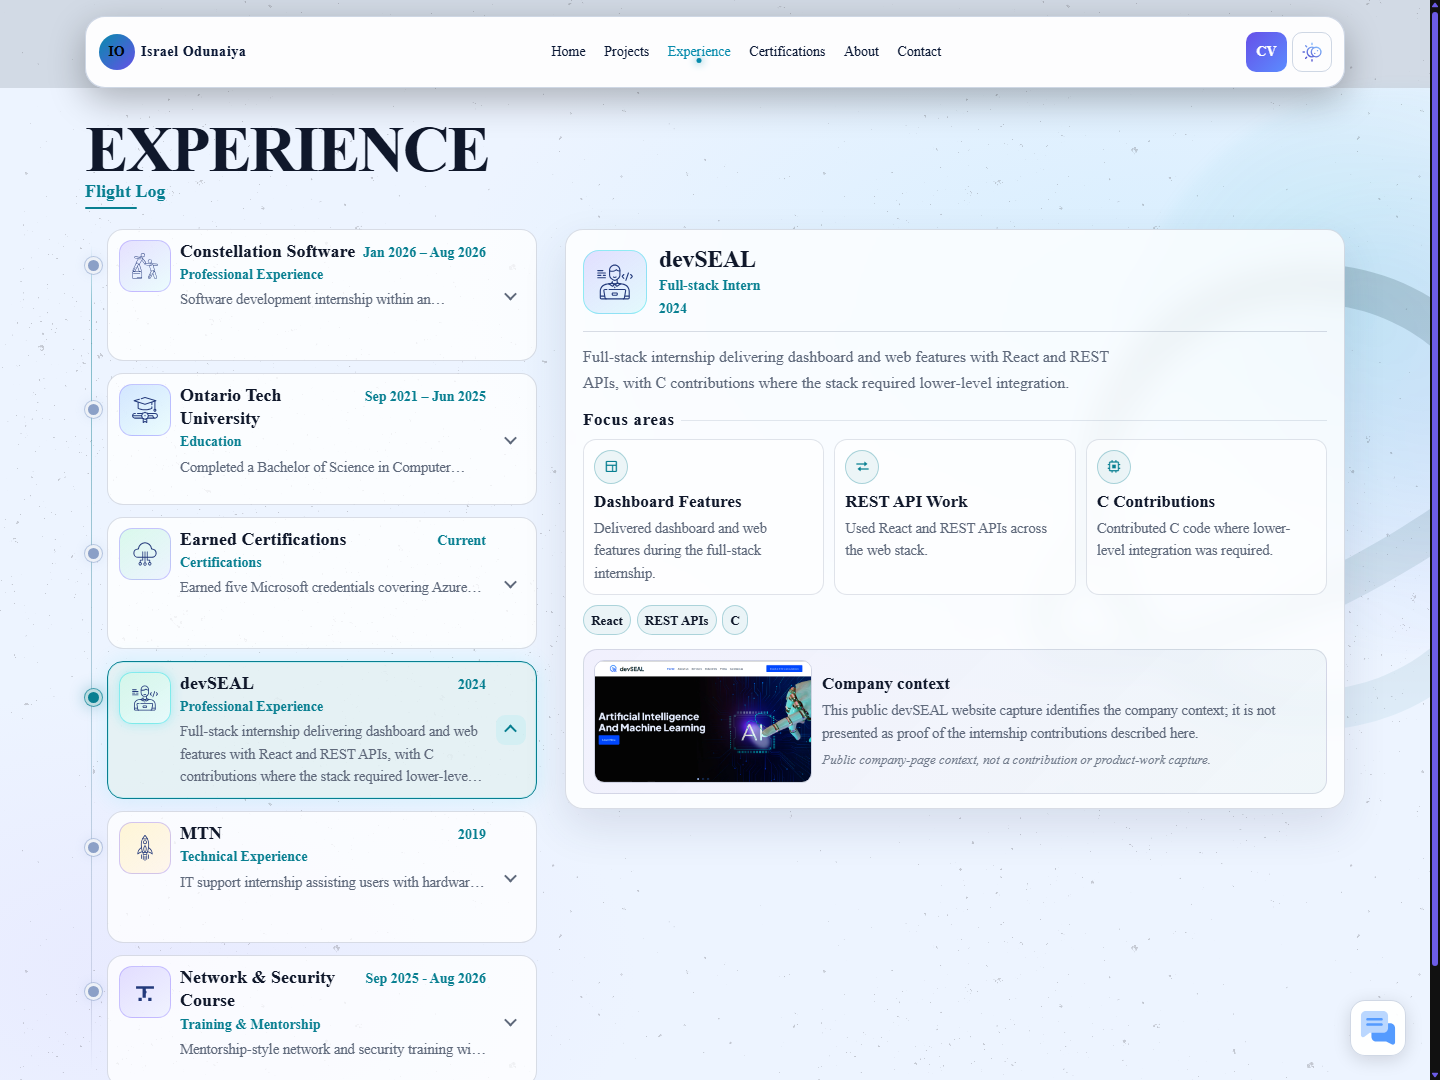 IO
Israel Odunaiya
Home
Projects
Experience
Certifications
About
Contact
CV
EXPERIENCE
Flight Log
Constellation Software
Jan 2026 – Aug 2026
Professional Experience
Software development internship within an…
Ontario Tech
University
Sep 2021 – Jun 2025
Education
Completed a Bachelor of Science in Computer…
Earned Certifications
Current
Certifications
Earned five Microsoft credentials covering Azure…
devSEAL
2024
Professional Experience
Full-stack internship delivering dashboard and web
features with React and REST APIs, with C
contributions where the stack required lower-leve…
MTN
2019
Technical Experience
IT support internship assisting users with hardwar…
Network & Security
Course
Sep 2025 - Aug 2026
Training & Mentorship
Mentorship-style network and security training wi…
devSEAL
Full-stack Intern
2024
Full-stack internship delivering dashboard and web features with React and REST
APIs, with C contributions where the stack required lower-level integration.
Focus areas
Dashboard Features
Delivered dashboard and web
features during the full-stack
internship.
REST API Work
Used React and REST APIs across
the web stack.
C Contributions
Contributed C code where lower-
level integration was required.
React
REST APIs
C
devSEAL
Artificial Intelligence
And Machine Learning
AI
Company context
This public devSEAL website capture identifies the company context; it is not
presented as proof of the internship contributions described here.
Public company-page context, not a contribution or product-work capture.